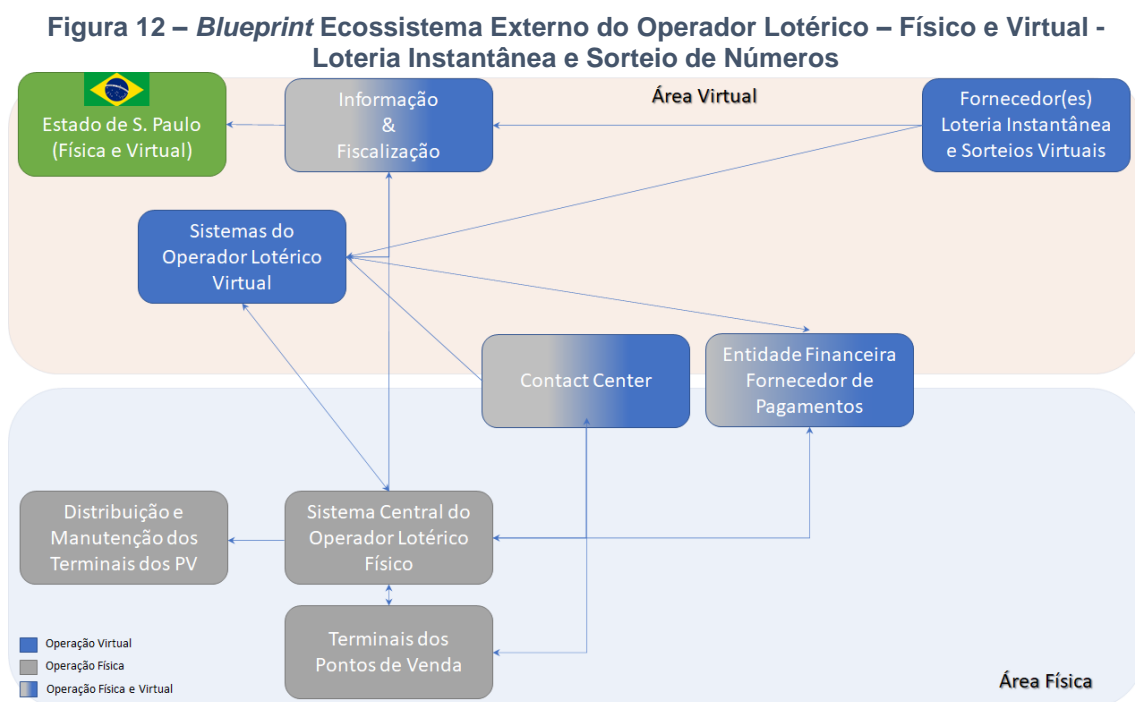 Figura 12 – Blueprint Ecossistema Externo do Operador Lotérico – Físico e Virtual -
Loteria Instantânea e Sorteio de Números
Estado de S. Paulo
(Física e Virtual)
Informação
&
Fiscalização
Área Virtual
Fornecedor(es)
Loteria Instantânea
e Sorteios Virtuais
Sistemas do
Operador Lotérico
Virtual
Contact Center
Entidade Financeira
Fornecedor de
Pagamentos
Distribuição e
Manutenção dos
Terminais dos PV
Sistema Central do
Operador Lotérico
Físico
Terminais dos
Pontos de Venda
Operação Virtual
Operação Física
Operação Física e Virtual
Área Física